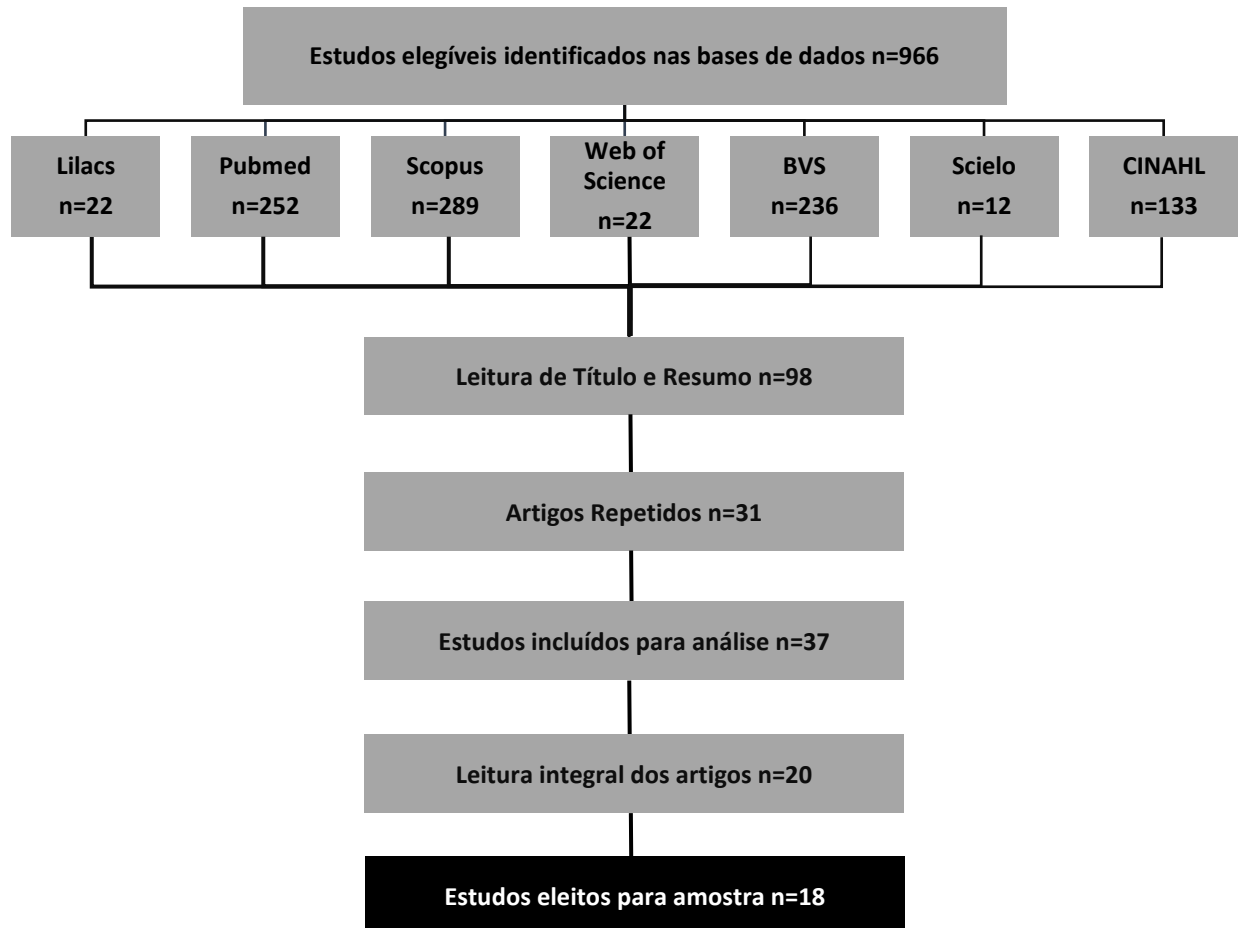 Estudos elegíveis identificados nas bases de dados n=966
Lilacs
n=22
Pubmed
n=252
Scopus
n=289
Web of
Science
n=22
BVS
n=236
Scielo
n=12
CINAHL
n=133
Leitura de Título e Resumo n=98
Artigos Repetidos n=31
Estudos incluídos para análise n=37
Leitura integral dos artigos n=20
Estudos eleitos para amostra n=18